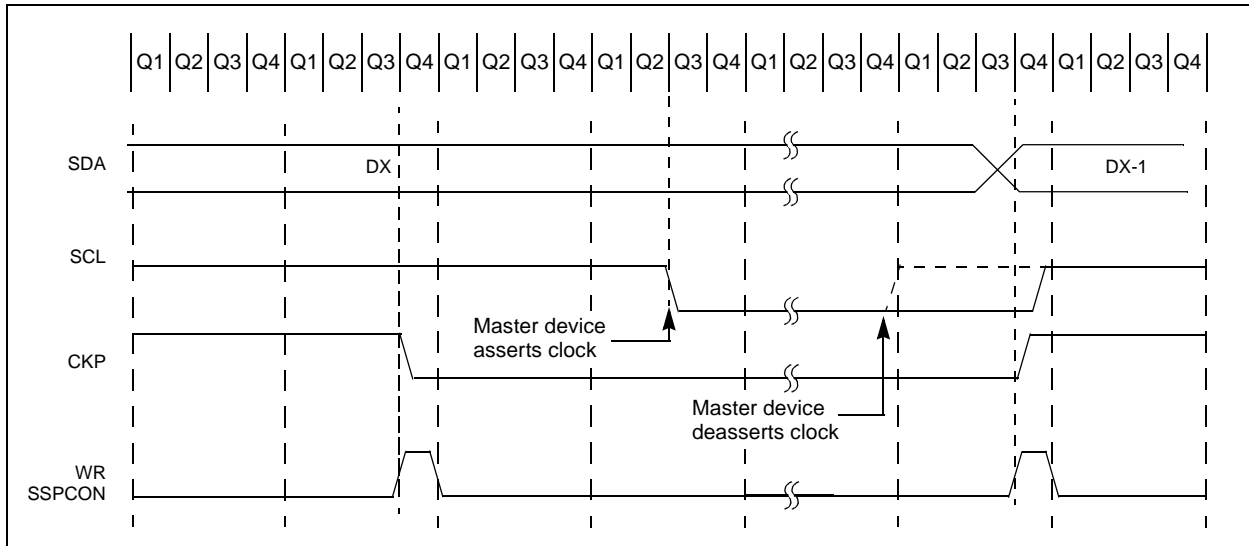 Q1 Q2 Q3 Q4 Q1 Q2 Q3 Q4 Q1 Q2 Q3 Q4 Q1 Q2 Q3 Q4 Q1 Q2 Q3 Q4 Q1 Q2 Q3 Q4 Q1 Q2 Q3 Q4
SDA
DX
DX-1
SCL
Master device
asserts clock
CKP
Master device
deasserts clock
WR
SSPCON